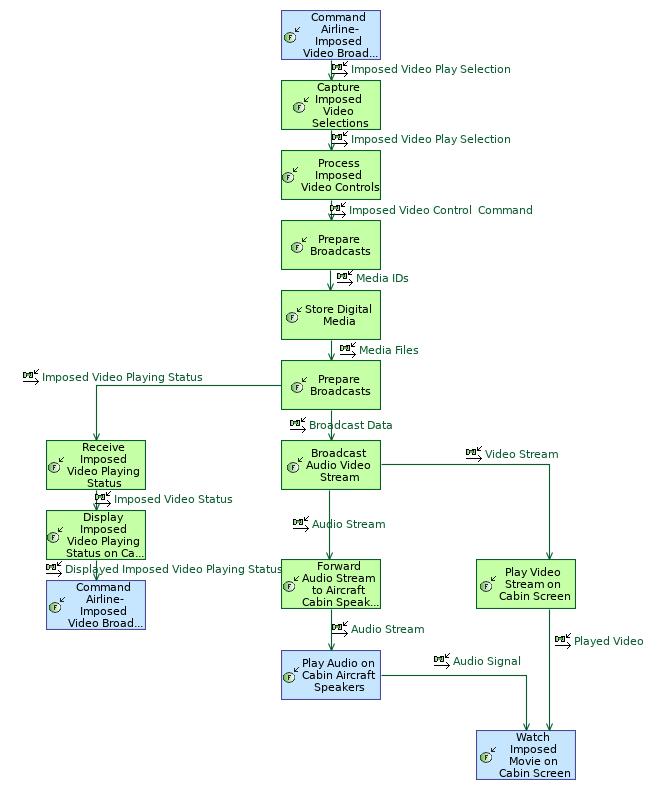 Command
Airline-
Imposed
Video Broad...
Imposed Video Play Selection
Capture
Imposed
Video
Selections
Imposed Video Play Selection
Process
Imposed
Video Controls
Imposed Video Control  Command
Prepare
Broadcasts
Media IDs
Store Digital
Media
Media Files
Prepare
Broadcasts
Imposed Video Playing Status
Broadcast Data
Receive
Imposed
Video Playing
Status
Broadcast
Audio Video
Stream
Video Stream
Imposed Video Status
Display
Imposed
Video Playing
Status on Ca...
Audio Stream
Displayed Imposed Video Playing Status
Forward
Audio Stream
to Aircraft
Cabin Speak...
Play Video
Stream on
Cabin Screen
Command
Airline-
Imposed
Video Broad...
Audio Stream
Played Video
Play Audio on
Cabin Aircraft
Speakers
Audio Signal
Watch
Imposed
Movie on
Cabin Screen